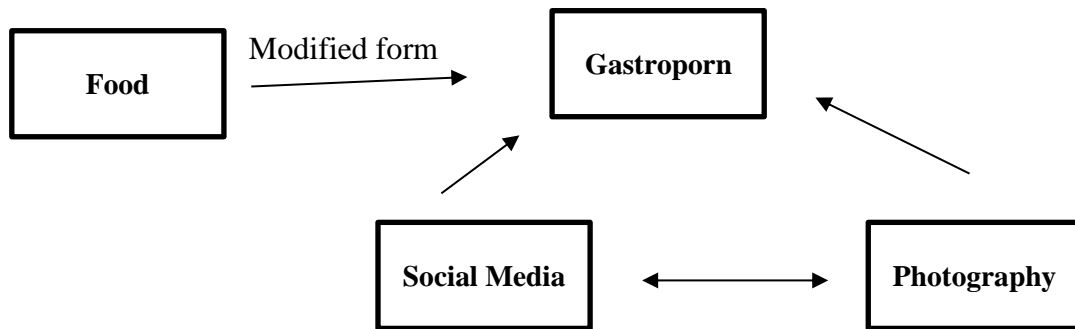 Modified form
Food
Gastroporn
Social Media
Photography